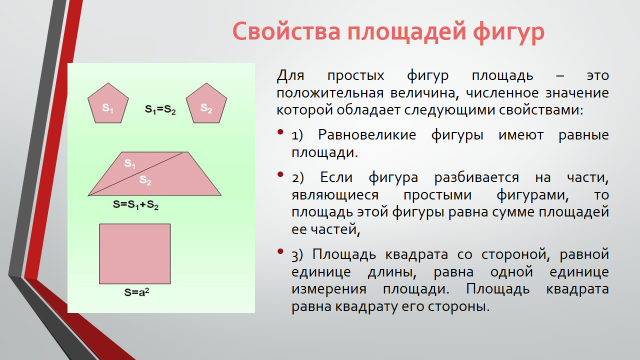 Свойства площадей фигур
S₁
S₁=S₂
S₂
S₁
S₂
S=S₁+S₂
S=a²
Для простых фигур площадь – это
положительная величина, численное значение
которой обладает следующими свойствами:
• 1) Равновеликие фигуры имеют равные
площади.
• 2) Если фигура разбивается на части,
являющиеся простыми фигурами, то
площадь этой фигуры равна сумме площадей
ее частей,
• 3) Площадь квадрата со стороной, равной
единице длины, равна одной единице
измерения площади. Площадь квадрата
равна квадрату его стороны.